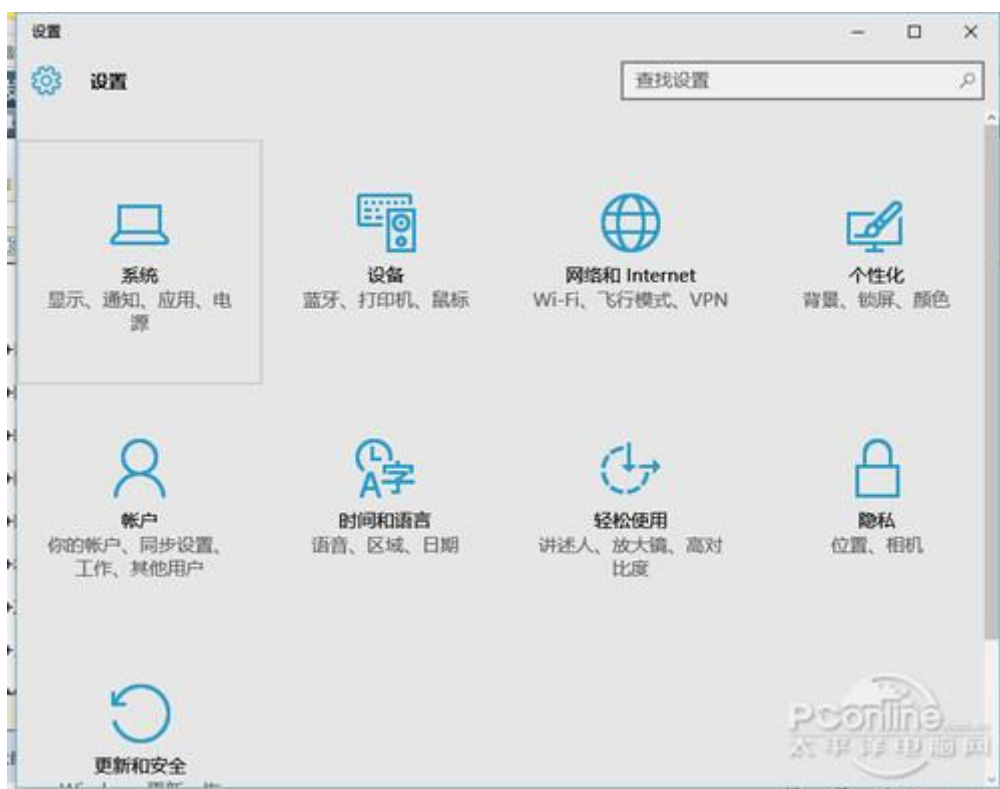 设置
设置
查找设置
系统
显示、通知、应用、电
源
设备
蓝牙、打印机、鼠标
网络和 Internet
Wi-Fi、飞行模式、VPN
个性化
背景、锁屏、颜色
帐户
你的帐户、同步设置、
工作、其他用户
时间和语言
语音、区域、日期
轻松使用
讲述人、放大镜、高对
比度
隐私
位置、相机
更新和安全
PConline
太平洋电脑网